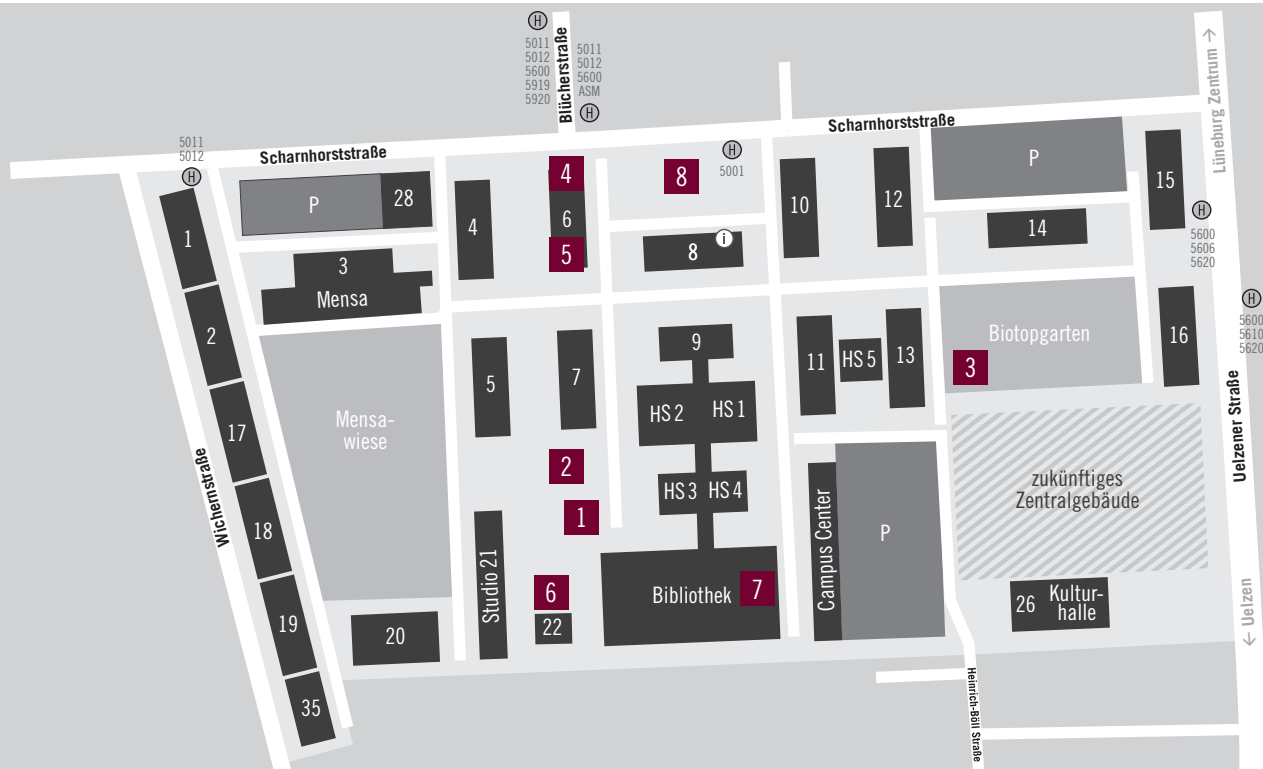 H
5011
5012
5600
5919
5920
Blücherstraße
5011
5012
5600
ASM
H
Lüneburg Zentrum →
5011
5012
H
Scharnhorststraße
Scharnhorststraße
H
5001
P
28
4
4
6
5
8
8
i
10
12
P
14
15
H
5600
5606
5620
1
3
Mensa
2
H
5600
5610
5620
16
Biotopgarten
3
5
7
9
HS 2
HS 1
11
HS 5
13
Mensa-
wiese
17
2
1
HS 3
HS 4
Campus Center
P
zukünftiges
Zentralgebäude
Uelzener Straße
Wichernstraße
18
Studio 21
6
22
Bibliothek
7
19
20
26
Kultur-
halle
← Uelzen
35
Heinrich-Böll Straße